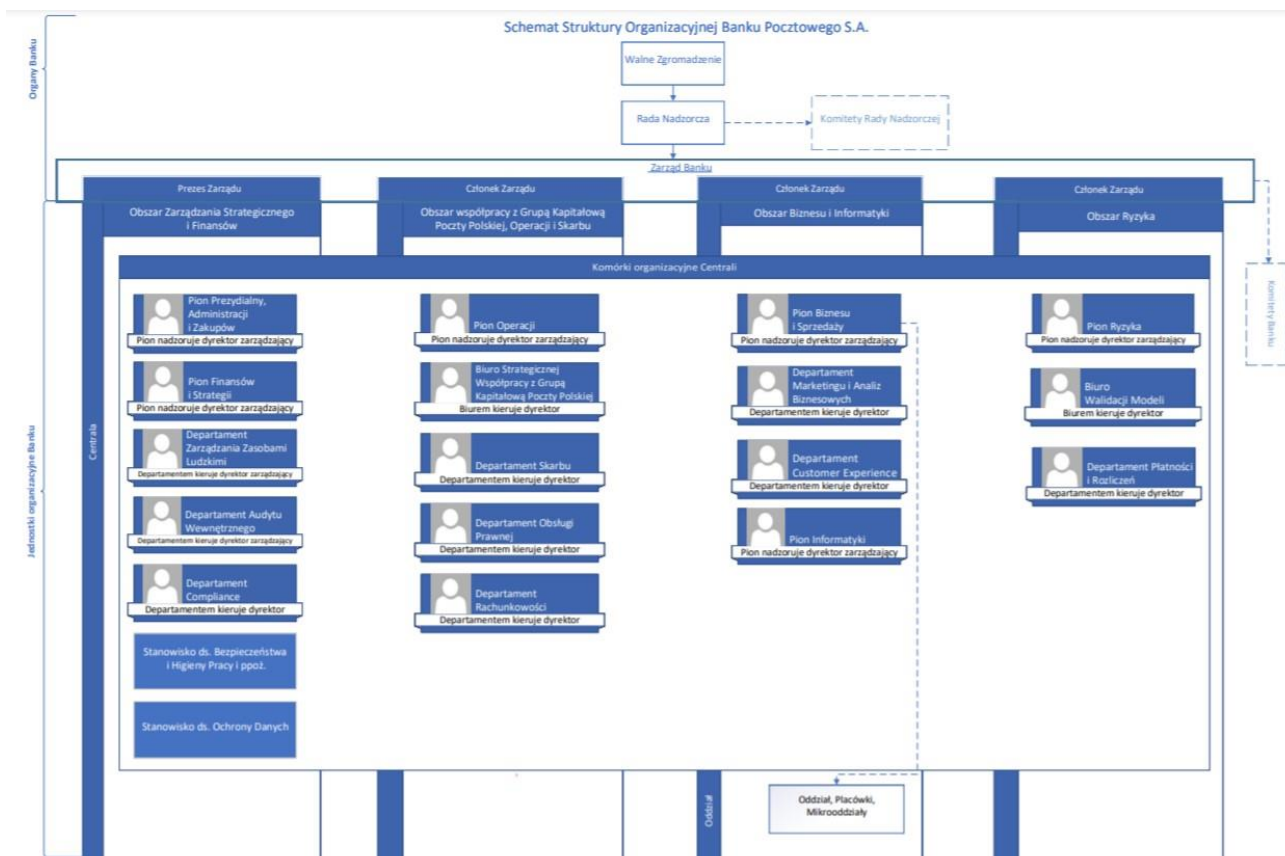 Schemat Struktury Organizacyjnej Banku Pocztowego S.A.
Organy Banku
Walne Zgromadzenie
Rada Nadzorcza
Komitety Rady Nadzorczej
Zarząd Banku
Prezes Zarządu
Członek Zarządu
Członek Zarządu
Członek Zarządu
Obszar Zarządzania Strategicznego
i Finansów
Obszar współpracy z Grupą Kapitałową
Poczty Polskiej, Operacji i Skarbu
Obszar Biznesu i Informatyki
Obszar Ryzyka
Komitety Banku
Jednostki organizacyjne Banku
Centrala
Komórki organizacyjne Centrali
Pion Prezydialny,
Administracji
i Zakupów
Pion nadzoruje dyrektor zarządzający
Pion Finansów
i Strategii
Pion nadzoruje dyrektor zarządzający
Departament
Zarządzania Zasobami
Ludzkimi
Departamentem kieruje dyrektor zarządzający
Departament Audytu
Wewnętrznego
Departamentem kieruje dyrektor zarządzający
Departament
Compliance
Departamentem kieruje dyrektor
Stanowisko ds. Bezpieczeństwa
i Higieny Pracy i ppoż.
Stanowisko ds. Ochrony Danych
Pion Operacji
Pion nadzoruje dyrektor zarządzający
Biuro Strategicznej
Współpracy z Grupą
Kapitałową Poczty Polskiej
Biurem kieruje dyrektor
Departament Skarbu
Departamentem kieruje dyrektor
Departament Obsługi
Prawnej
Departamentem kieruje dyrektor
Departament
Rachunkowości
Departamentem kieruje dyrektor
Pion Biznesu
i Sprzedaży
Pion nadzoruje dyrektor zarządzający
Departament
Marketingu i Analiz
Biznesowych
Departamentem kieruje dyrektor
Departament
Customer Experience
Departamentem kieruje dyrektor
Pion Informatyki
Pion nadzoruje dyrektor zarządzający
Pion Ryzyka
Pion nadzoruje dyrektor zarządzający
Biuro
Walidacji Modeli
Biurem kieruje dyrektor
Departament Płatności
i Rozliczeń
Departamentem kieruje dyrektor
Oddział
Oddział, Placówki,
Mikrooddziały